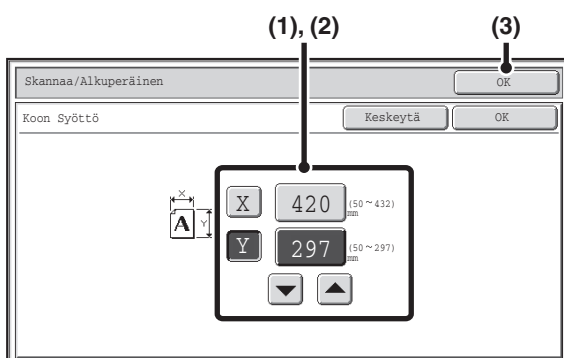 (1), (2) (3)
Skannaa/Alkuperäinen OK
Koon Syöttö Keskeytä OK
X 420 (50~432) mm
X
A Y
Y 297 (50~297) mm